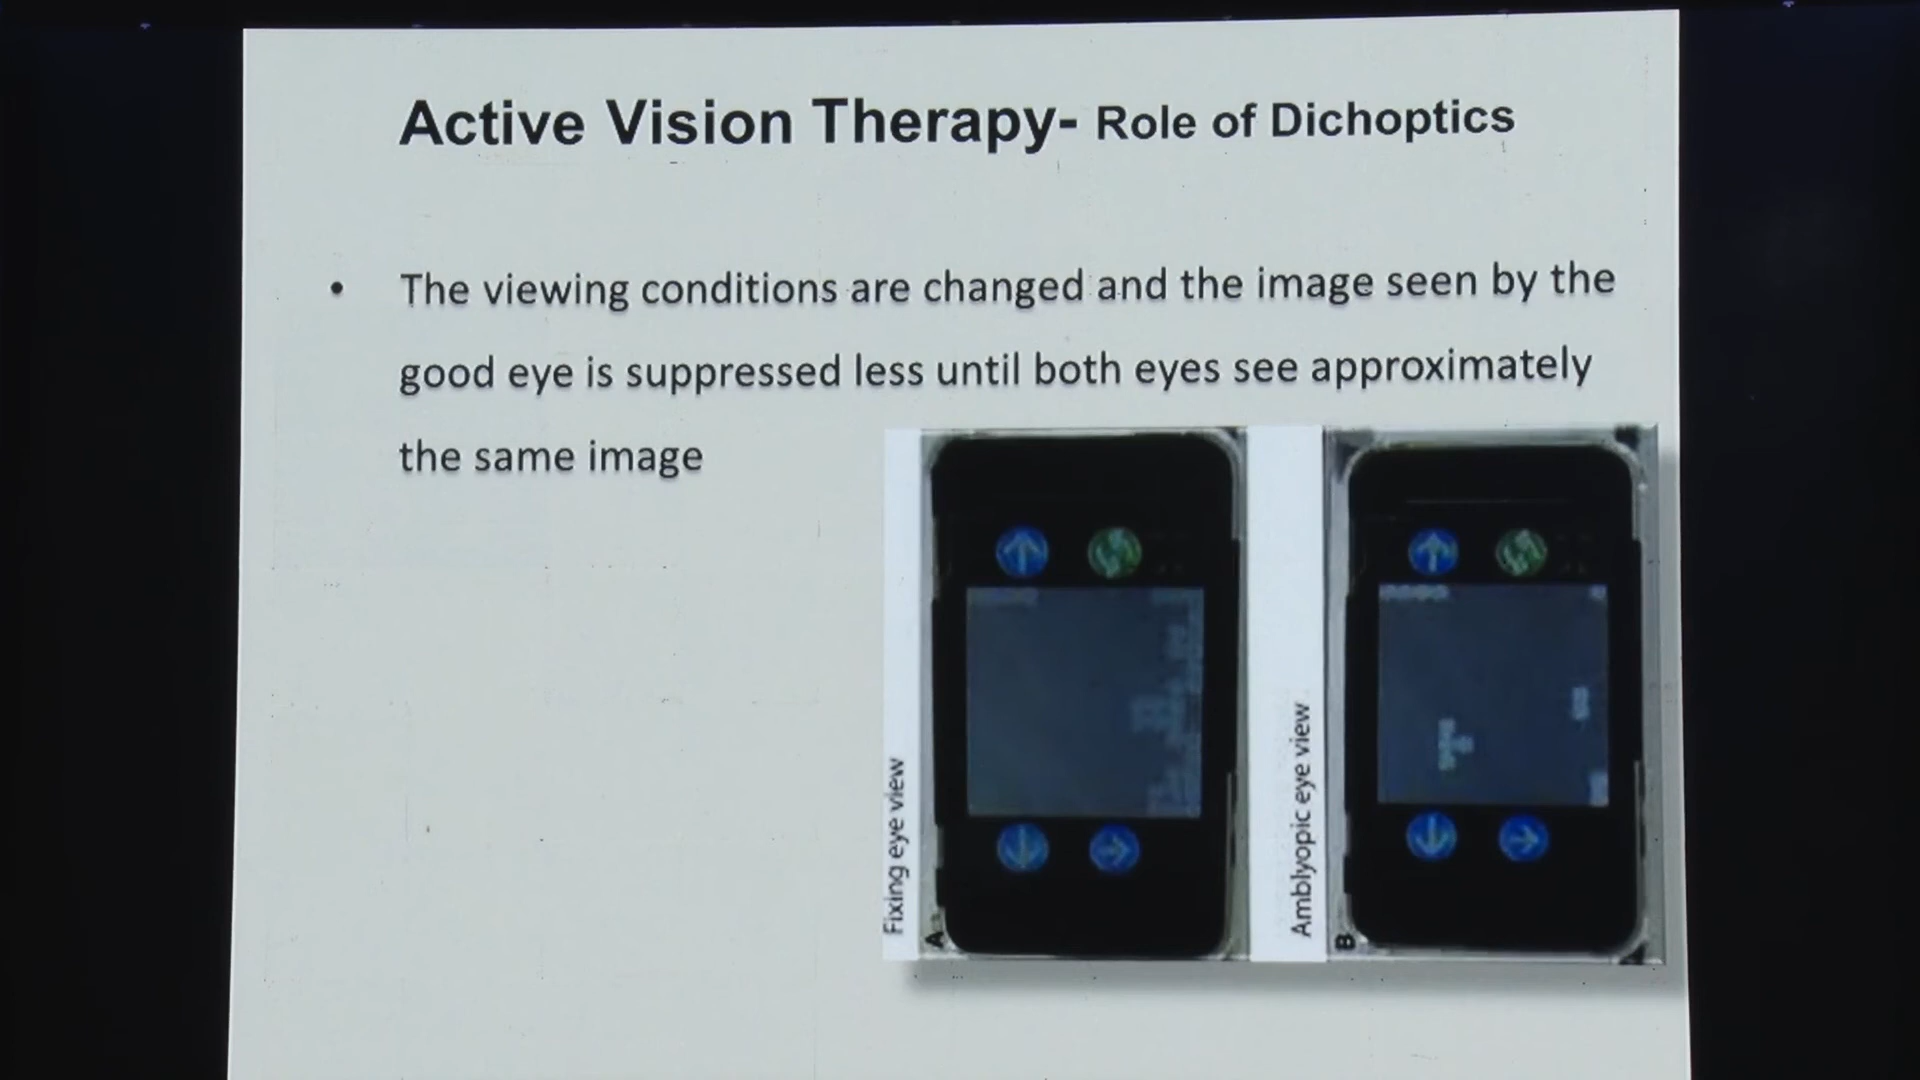 Active Vision Therapy- Role of Dichoptics
• The viewing conditions are changed and the image seen by the
good eye is suppressed less until both eyes see approximately
the same image
Fixing eye view
A
Amblyopic eye view
B